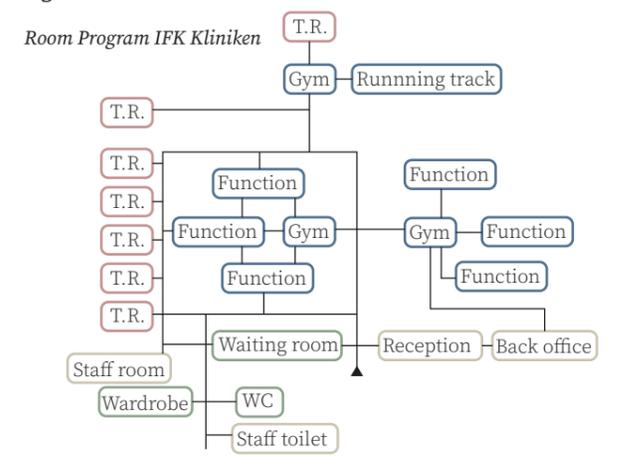 T.R.
Room Program IFK Kliniken
Gym
Runnning track
T.R.
T.R.
Function
Function
T.R.
Function
Gym
Gym
Function
T.R.
T.R.
Function
Function
T.R.
Waiting room
Reception
Back office
Staff room
Wardrobe
WC
Staff toilet